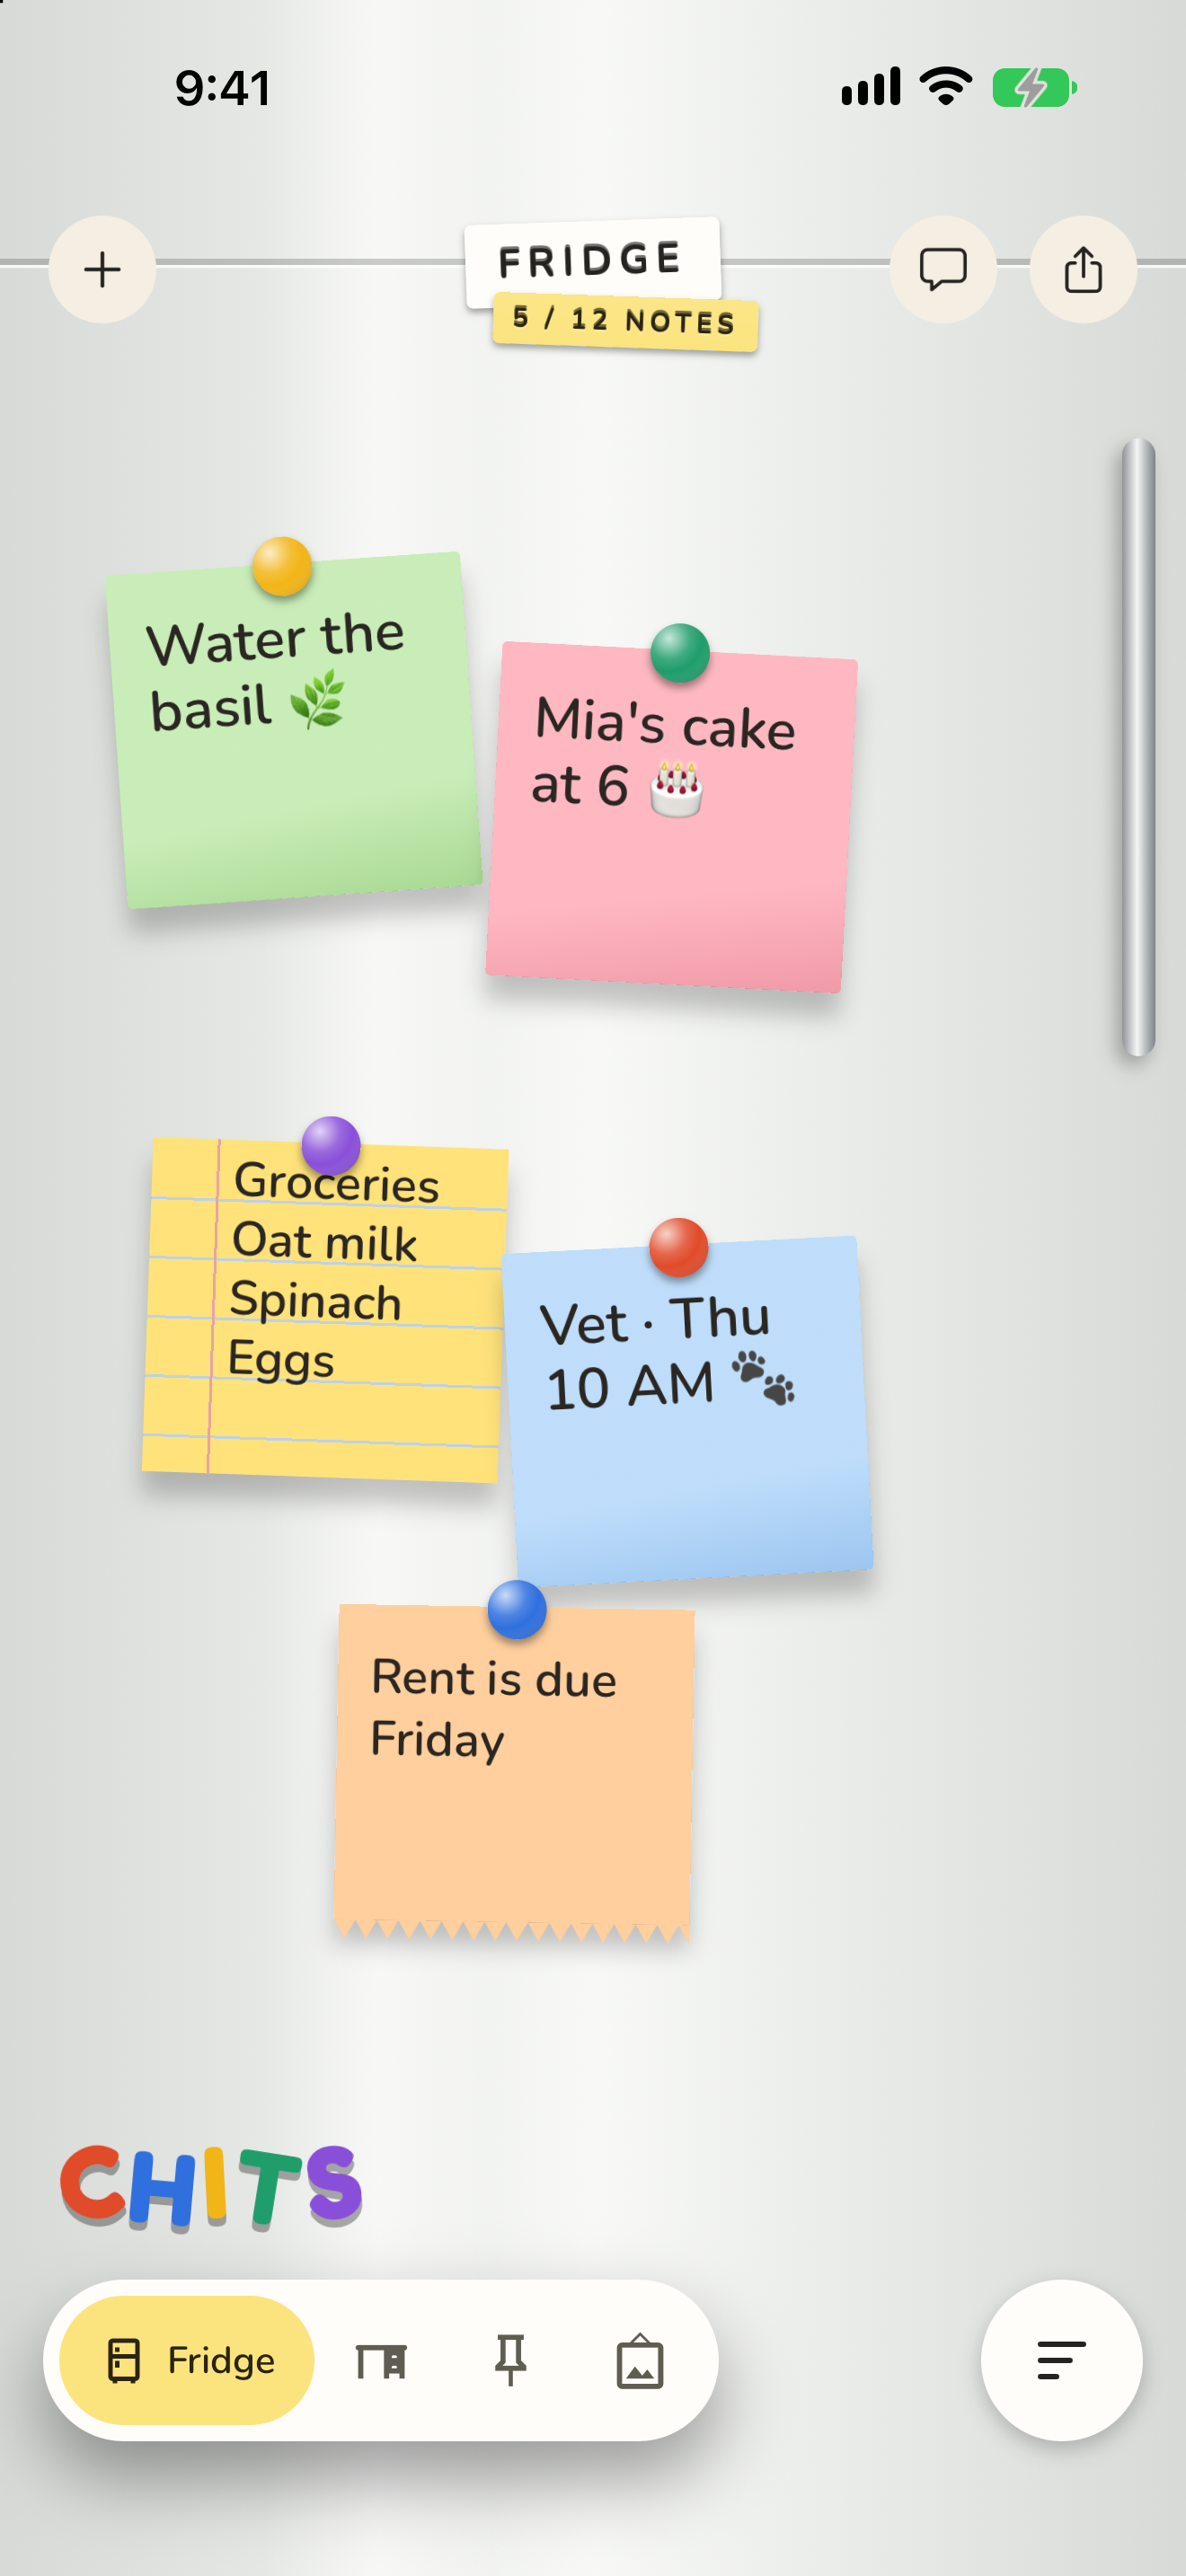 9:41
FRIDGE
5 / 12 NOTES
Water the
basil 🌿
Mia's cake
at 6 🎂
Groceries
Oat milk
Spinach
Eggs
Vet · Thu
10 AM 🐾
Rent is due
Friday
CHITS
Fridge